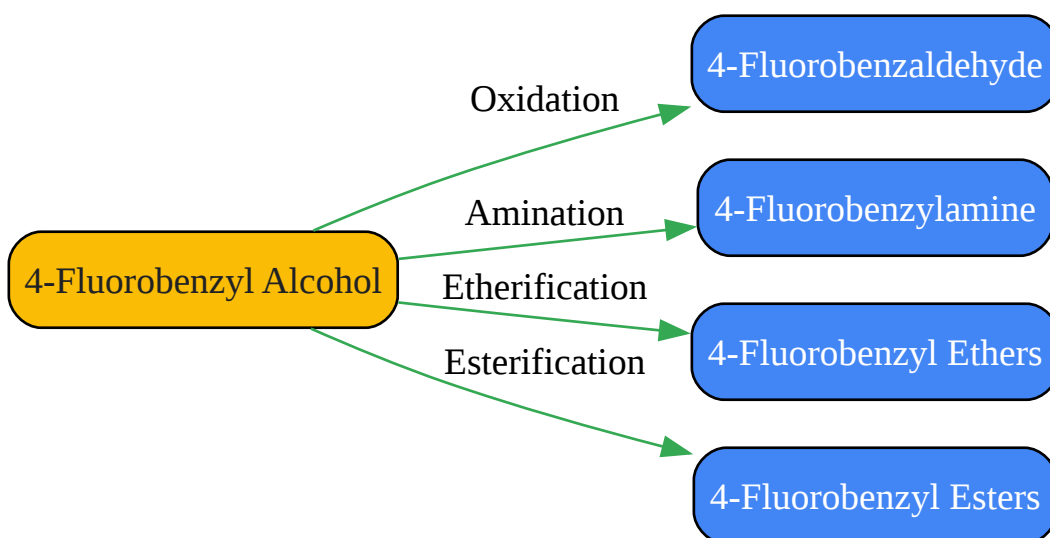 4-Fluorobenzyl Alcohol
Oxidation
4-Fluorobenzaldehyde
Amination
4-Fluorobenzylamine
Etherification
4-Fluorobenzyl Ethers
Esterification
4-Fluorobenzyl Esters